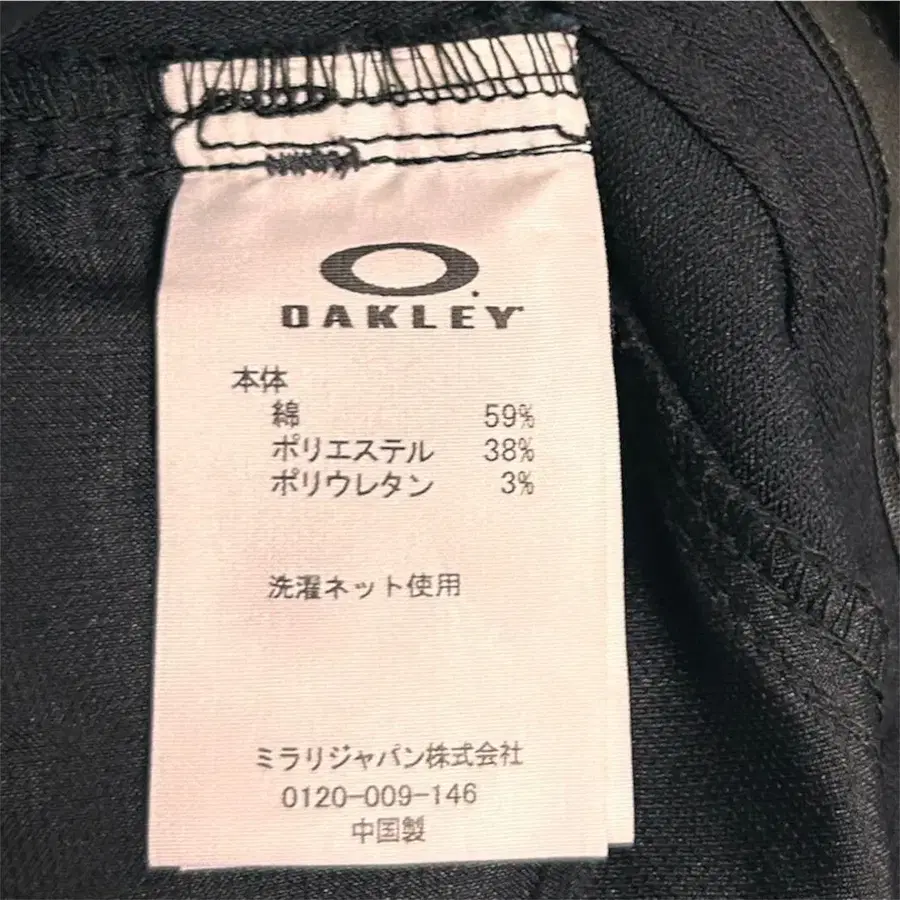 OAKLEY
本体
綿 59%
ポリエステル 38%
ポリウレタン 3%
洗濯ネット使用
ミラリジャパン株式会社
0120-009-146
中国製